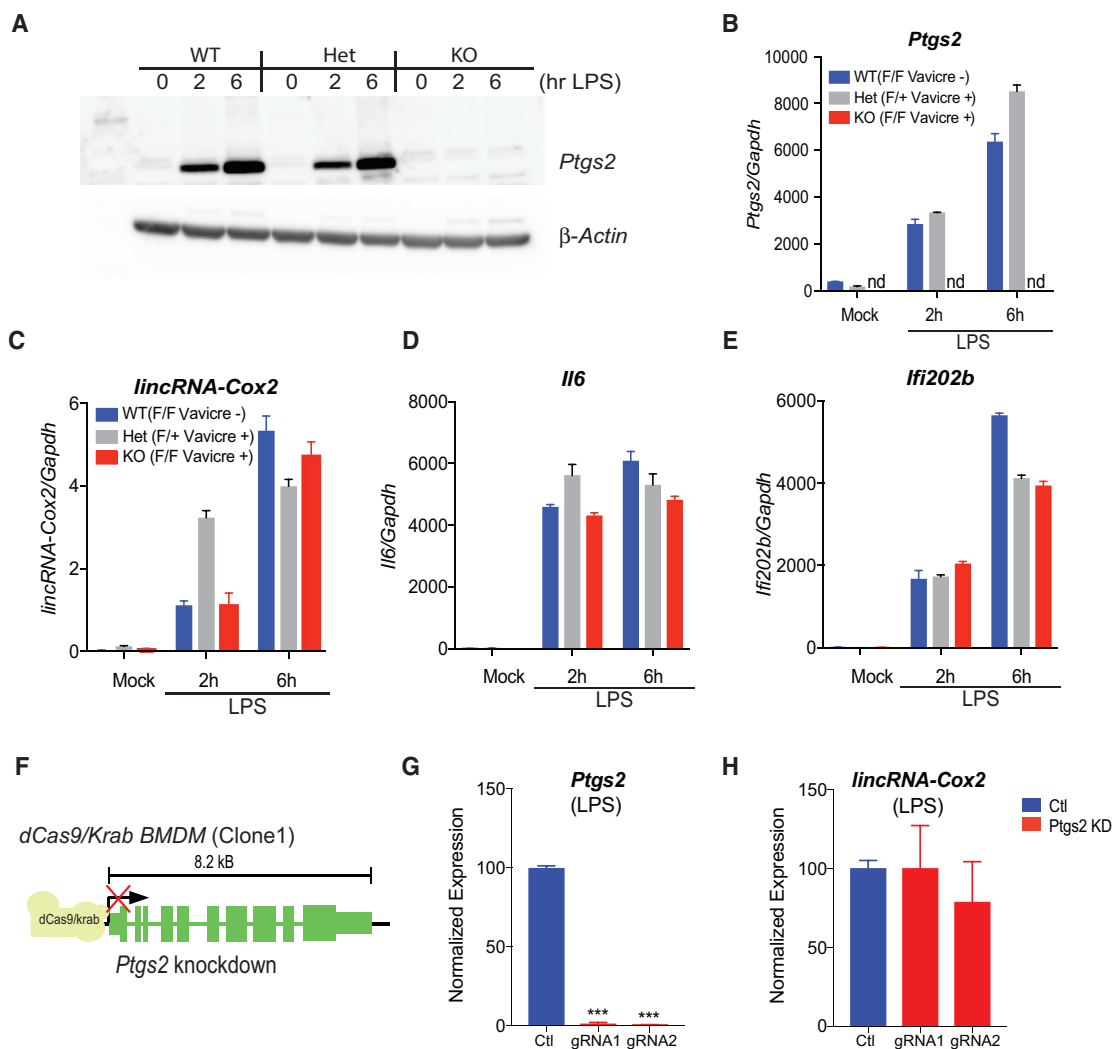 A
WT Het KO
0 2 6 0 2 6 0 2 6 (hr LPS)
Ptgs2
β-Actin
B
Ptgs2
WT(F/F Vavicre -)
Het (F/+ Vavicre +)
KO (F/F Vavicre +)
Ptgs2/Gapdh
10000
8000
6000
4000
2000
0
nd nd nd
Mock 2h 6h
LPS
C
lincRNA-Cox2
WT(F/F Vavicre -)
Het (F/+ Vavicre +)
KO (F/F Vavicre +)
lincRNA-Cox2/Gapdh
6
4
2
0
Mock 2h 6h
LPS
D
Il6
Il6/Gapdh
8000
6000
4000
2000
0
Mock 2h 6h
LPS
E
Ifi202b
Ifi202b/Gapdh
6000
4000
2000
0
Mock 2h 6h
LPS
F
dCas9/Krab BMDM (Clone1)
8.2 kB
dCas9/krab
Ptgs2 knockdown
G
Ptgs2
(LPS)
Normalized Expression
150
100
50
0
*** ***
Ctl gRNA1 gRNA2
H
lincRNA-Cox2
(LPS)
Ctl
Ptgs2 KD
Normalized Expression
150
100
50
0
Ctl gRNA1 gRNA2